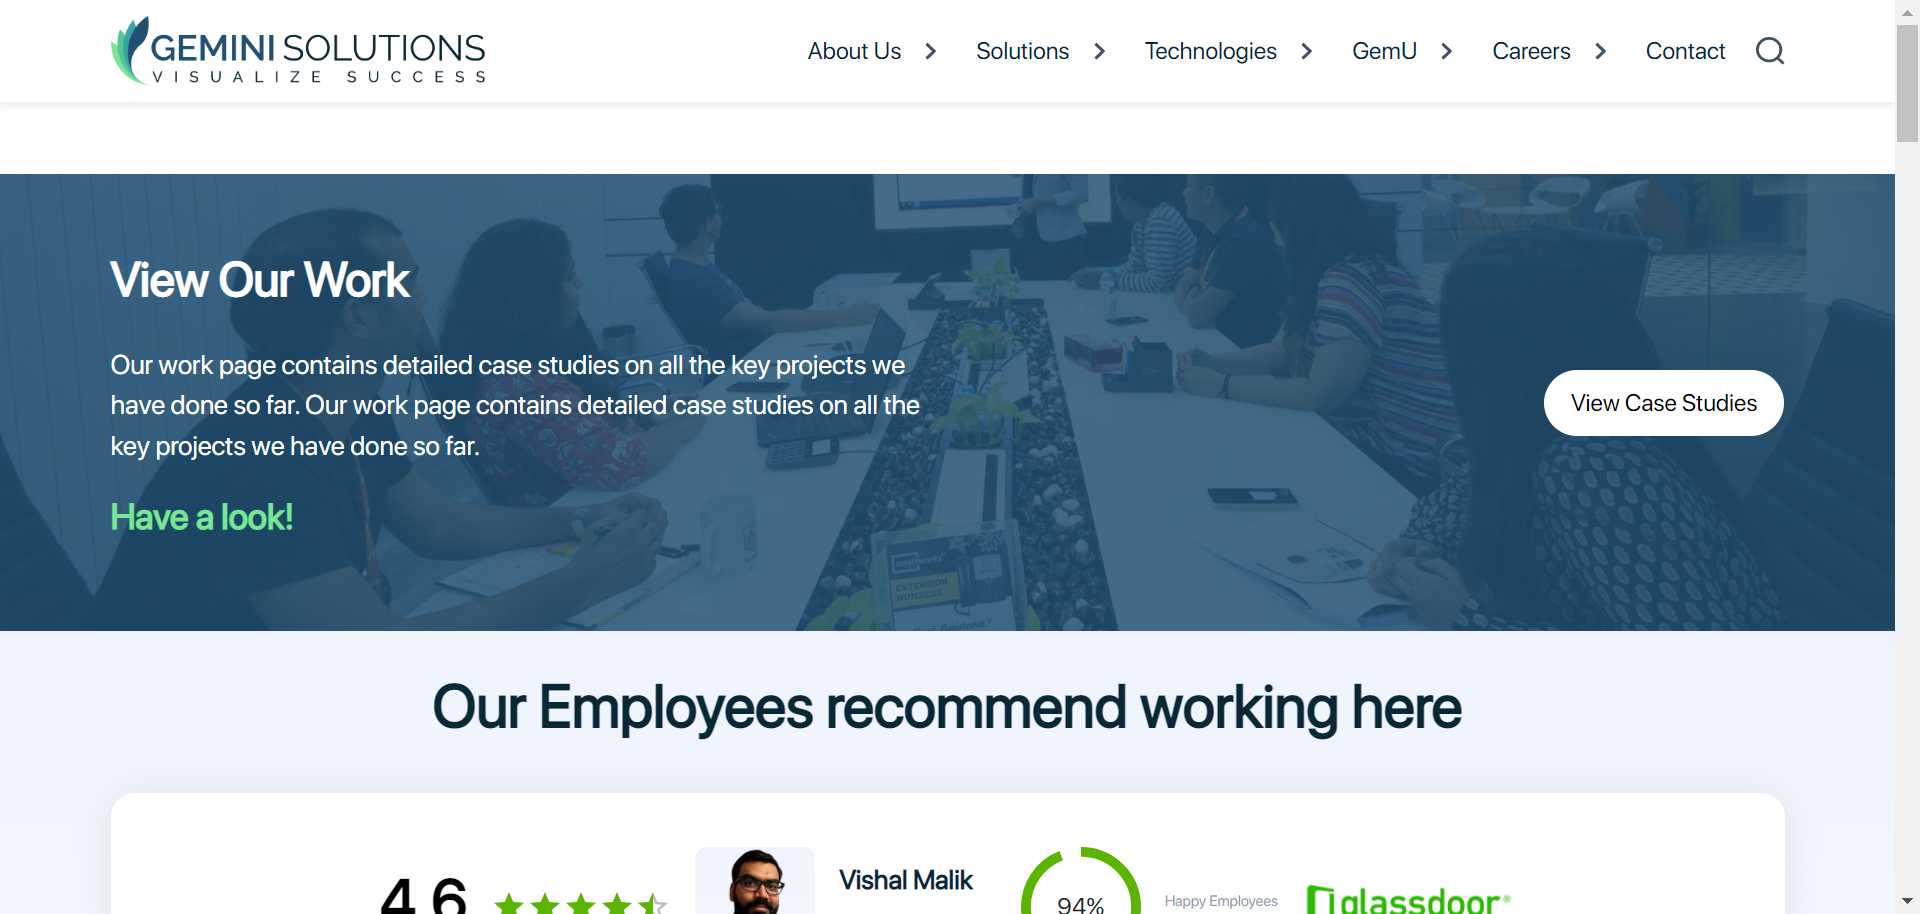 GEMINI SOLUTIONS
VISUALIZE SUCCESS
About Us
Solutions
Technologies
GemU
Careers
Contact
View Our Work
Our work page contains detailed case studies on all the key projects we
have done so far. Our work page contains detailed case studies on all the
key projects we have done so far.
Have a look!
View Case Studies
EXTENSION
NUMBERS
Our Employees recommend working here
4.6
Vishal Malik
94%
Happy Employees
glassdoor